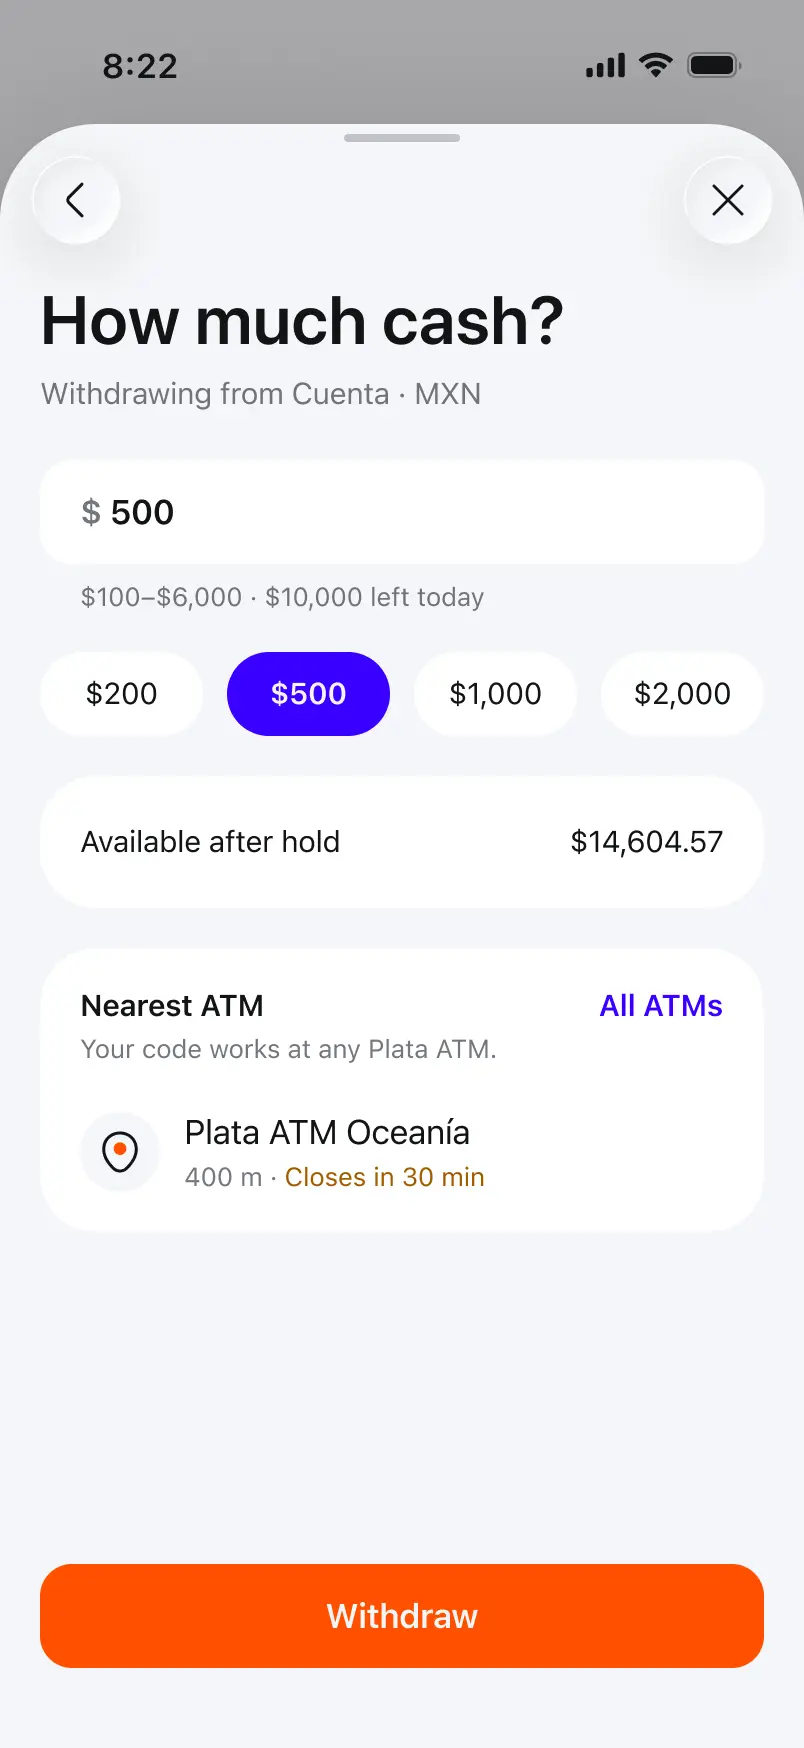 8:22
How much cash?
Withdrawing from Cuenta · MXN
$ 500
$100–$6,000 · $10,000 left today
$200 $500 $1,000 $2,000
Available after hold $14,604.57
Nearest ATM All ATMs
Your code works at any Plata ATM.
Plata ATM Oceanía
400 m · Closes in 30 min
Withdraw